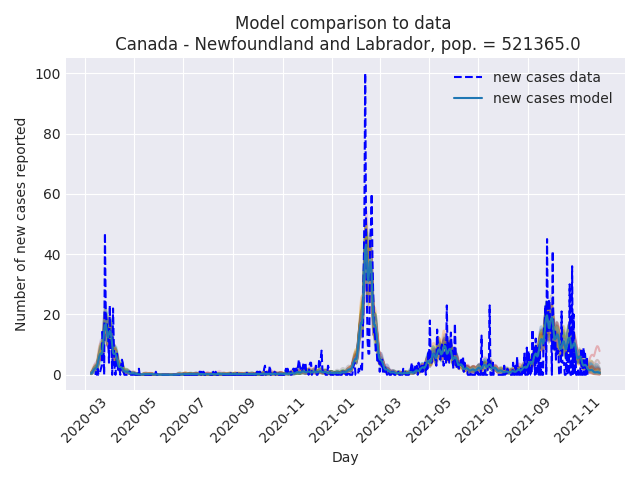 Model comparison to data
Canada - Newfoundland and Labrador, pop. = 521365.0
new cases data
new cases model
Number of new cases reported
100
80
60
40
20
0
2020-03
2020-05
2020-07
2020-09
2020-11
2021-01
2021-03
2021-05
2021-07
2021-09
2021-11
Day